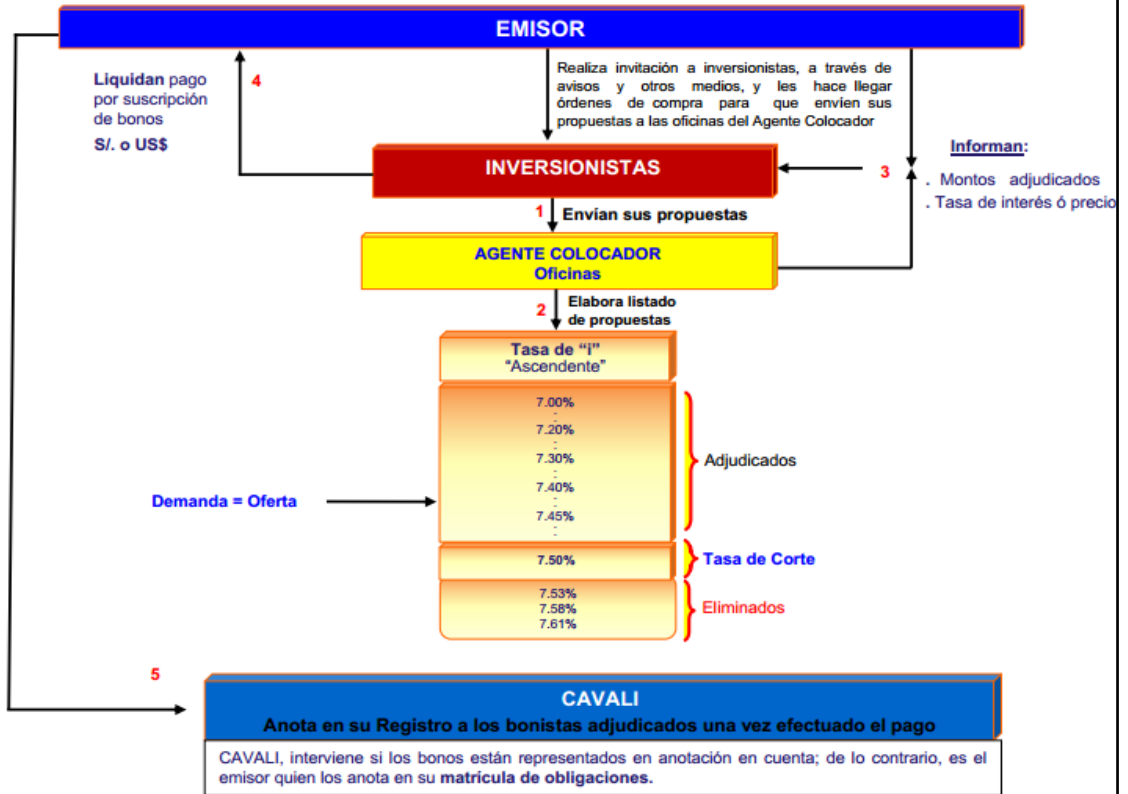 EMISOR
Liquidan pago
por suscripción
de bonos
S/. o US$
4
Realiza invitación a inversionistas, a través de
avisos y otros medios, y les hace llegar
órdenes de compra para que envíen sus
propuestas a las oficinas del Agente Colocador
INVERSIONISTAS
3
Informan:
. Montos adjudicados
. Tasa de interés ó precio
1
Envían sus propuestas
AGENTE COLOCADOR
Oficinas
2
Elabora listado
de propuestas
Tasa de “i”
“Ascendente”
7.00%
:
7.20%
:
7.30%
:
7.40%
:
7.45%
:
Adjudicados
Demanda = Oferta
7.50%
Tasa de Corte
7.53%
7.58%
7.61%
Eliminados
5
CAVALI
Anota en su Registro a los bonistas adjudicados una vez efectuado el pago
CAVALI, interviene si los bonos están representados en anotación en cuenta; de lo contrario, es el
emisor quien los anota en su matrícula de obligaciones.